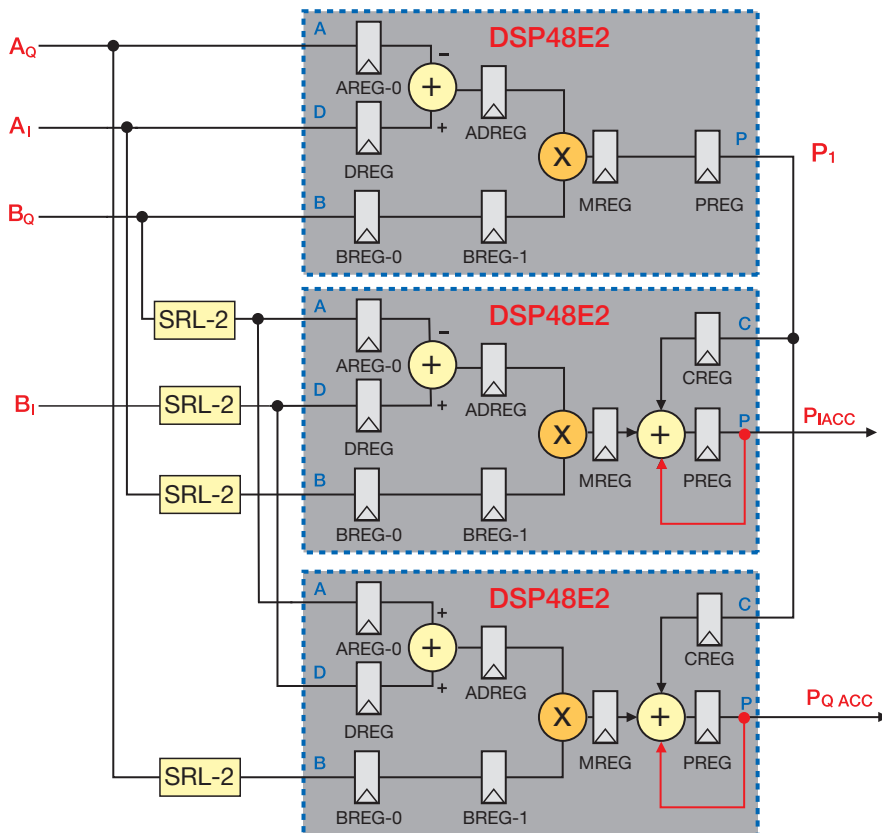 A DSP48E2
A_Q
−
+
AREG-0
A_I D ADREG P
+ X P_1
DREG MREG PREG
B_Q B
BREG-0 BREG-1
A DSP48E2
− C
SRL-2
AREG-0 + CREG
B_I SRL-2 D ADREG P P_IACC
+ X +
DREG MREG PREG
SRL-2 B
BREG-0 BREG-1
A DSP48E2
+ C
AREG-0 + CREG
D ADREG P P_Q ACC
+ X +
DREG MREG PREG
SRL-2 B
BREG-0 BREG-1